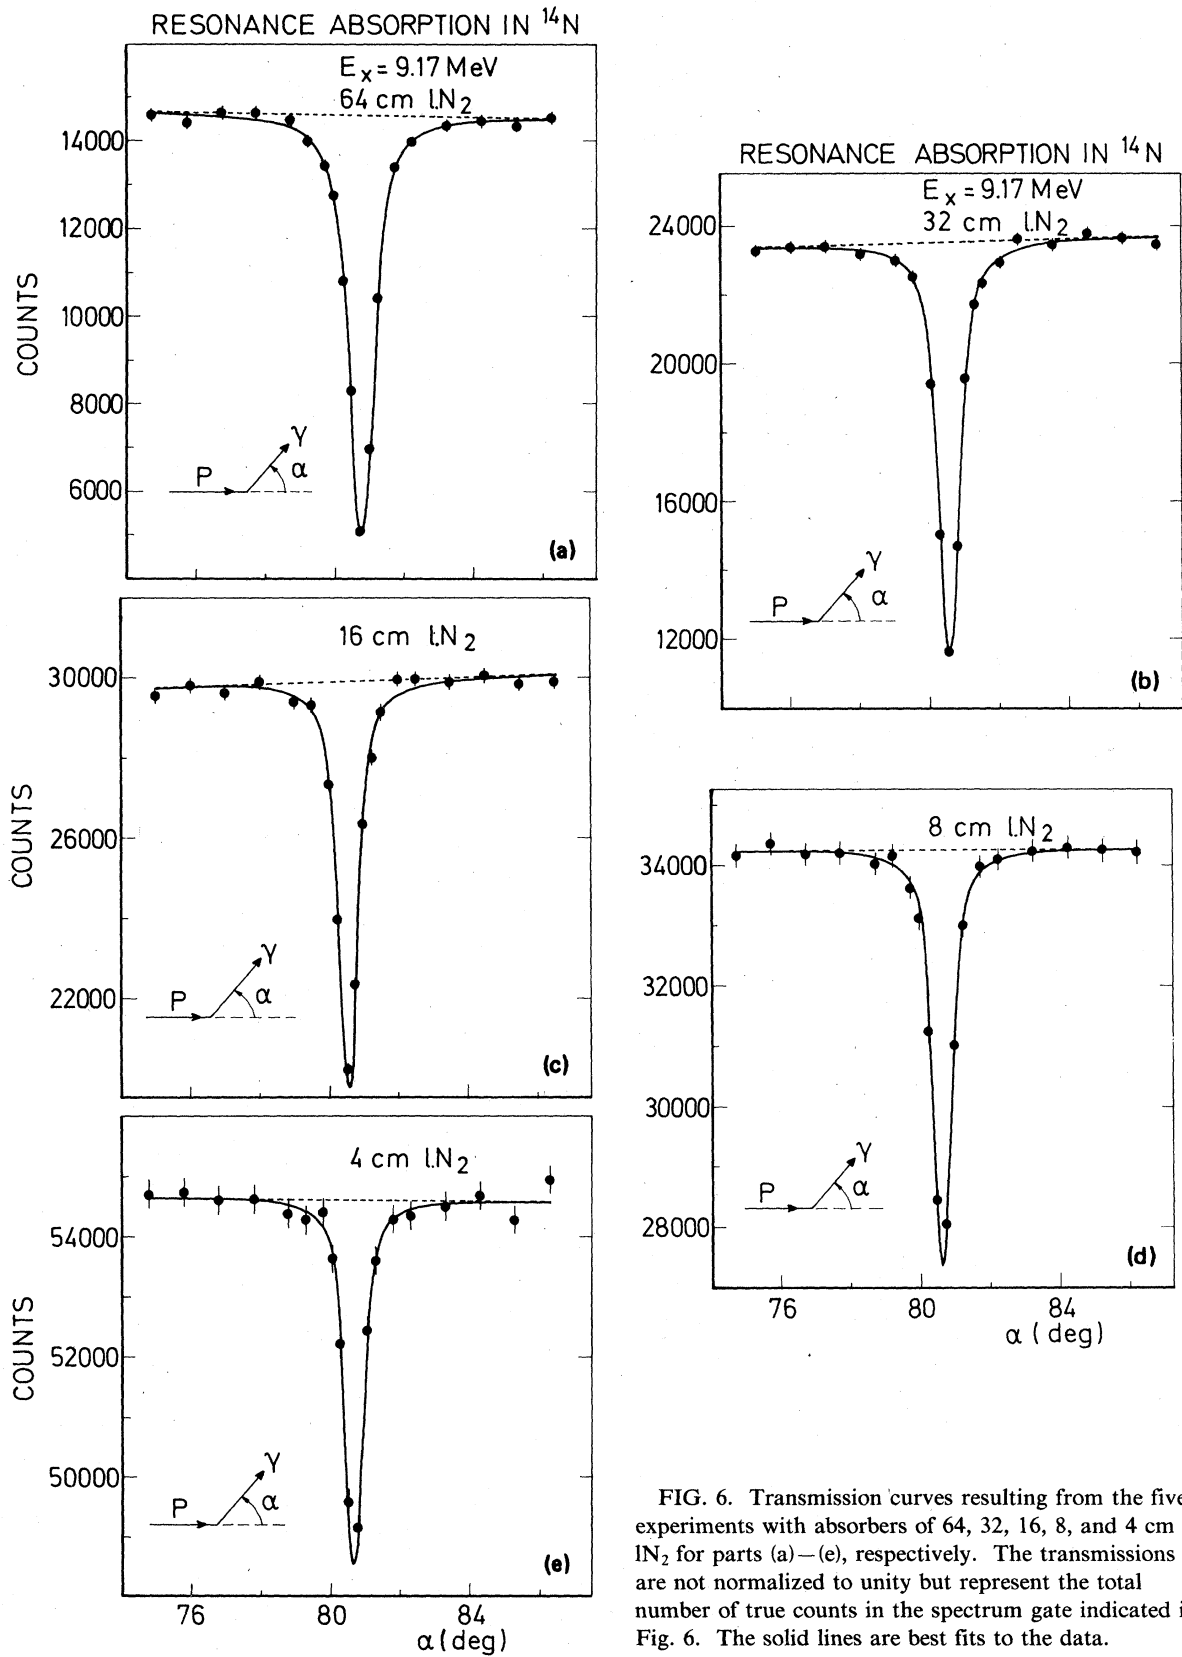 RESONANCE ABSORPTION IN ¹⁴N
Eₓ = 9.17 MeV
64 cm l.N₂
14000
12000
10000
8000
6000
COUNTS
P
γ
α
(a)
RESONANCE ABSORPTION IN ¹⁴N
Eₓ = 9.17 MeV
32 cm l.N₂
24000
20000
16000
12000
P
γ
α
(b)
16 cm l.N₂
30000
26000
22000
COUNTS
P
γ
α
(c)
8 cm l.N₂
34000
32000
30000
28000
P
γ
α
(d)
76 80 84
α (deg)
4 cm l.N₂
54000
52000
50000
COUNTS
P
γ
α
(e)
76 80 84
α (deg)
FIG. 6. Transmission curves resulting from the five
experiments with absorbers of 64, 32, 16, 8, and 4 cm
lN₂ for parts (a)—(e), respectively. The transmissions
are not normalized to unity but represent the total
number of true counts in the spectrum gate indicated
Fig. 6. The solid lines are best fits to the data.